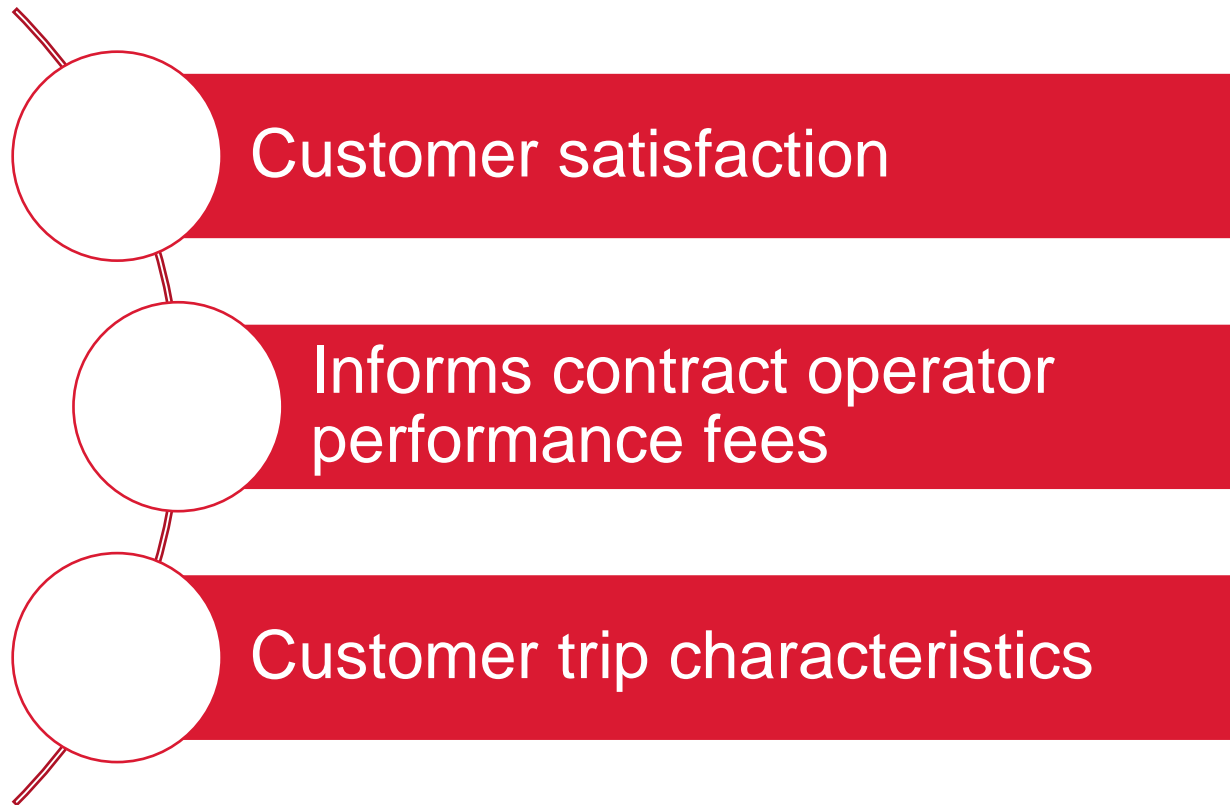 Customer satisfaction
Informs contract operator
performance fees
Customer trip characteristics